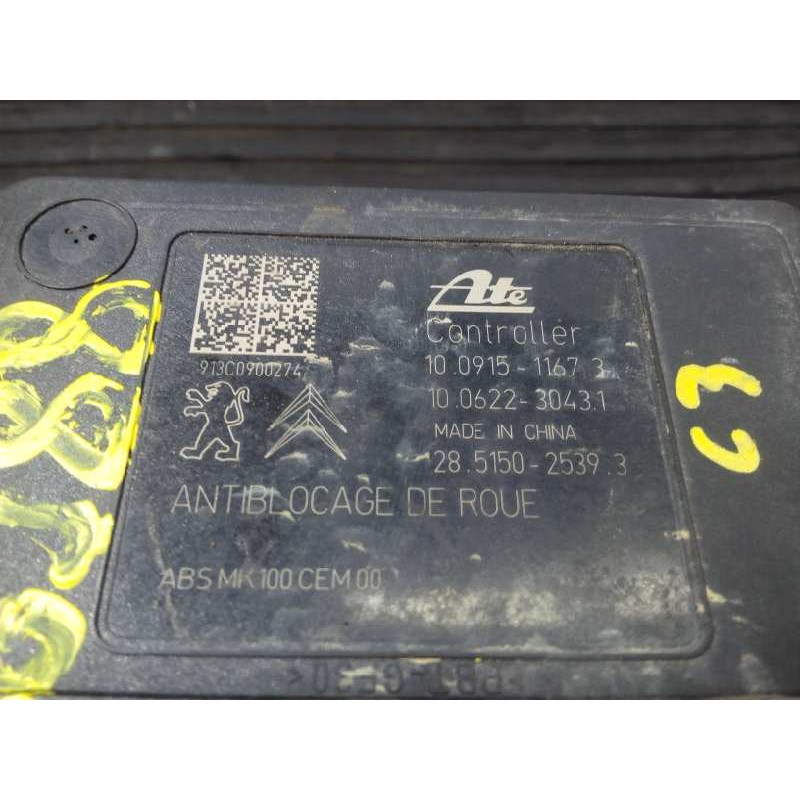 Ate
Controller
10.0915-1167.3
10.0622-3043.1
MADE IN CHINA
28.5150-2539.3
913C0900274
ANTIBLOCAGE DE ROUE
ABS MK100 CEM 00